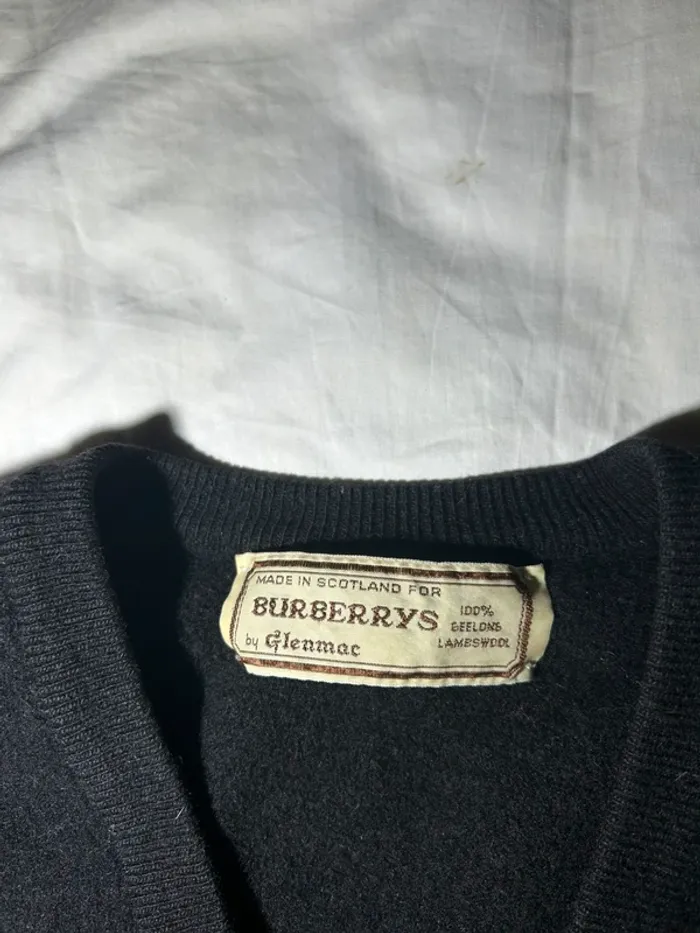 MADE IN SCOTLAND FOR
BURBERRYS
by Glenmac
100%
GEELONG
LAMBSWOOL